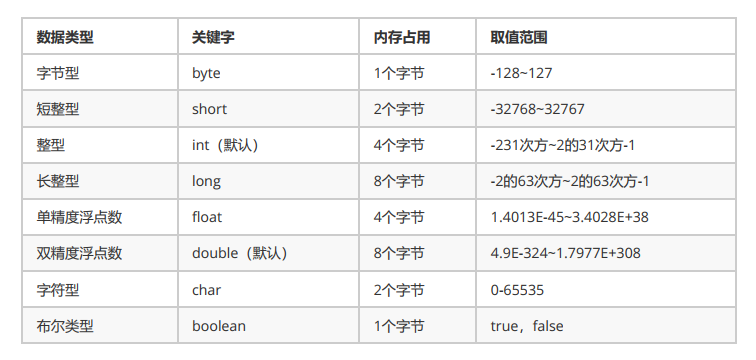 数据类型 关键字 内存占用 取值范围
字节型 byte 1个字节 -128~127
短整型 short 2个字节 -32768~32767
整型 int（默认） 4个字节 -231次方~2的31次方-1
长整型 long 8个字节 -2的63次方~2的63次方-1
单精度浮点数 float 4个字节 1.4013E-45~3.4028E+38
双精度浮点数 double（默认） 8个字节 4.9E-324~1.7977E+308
字符型 char 2个字节 0-65535
布尔类型 boolean 1个字节 true，false